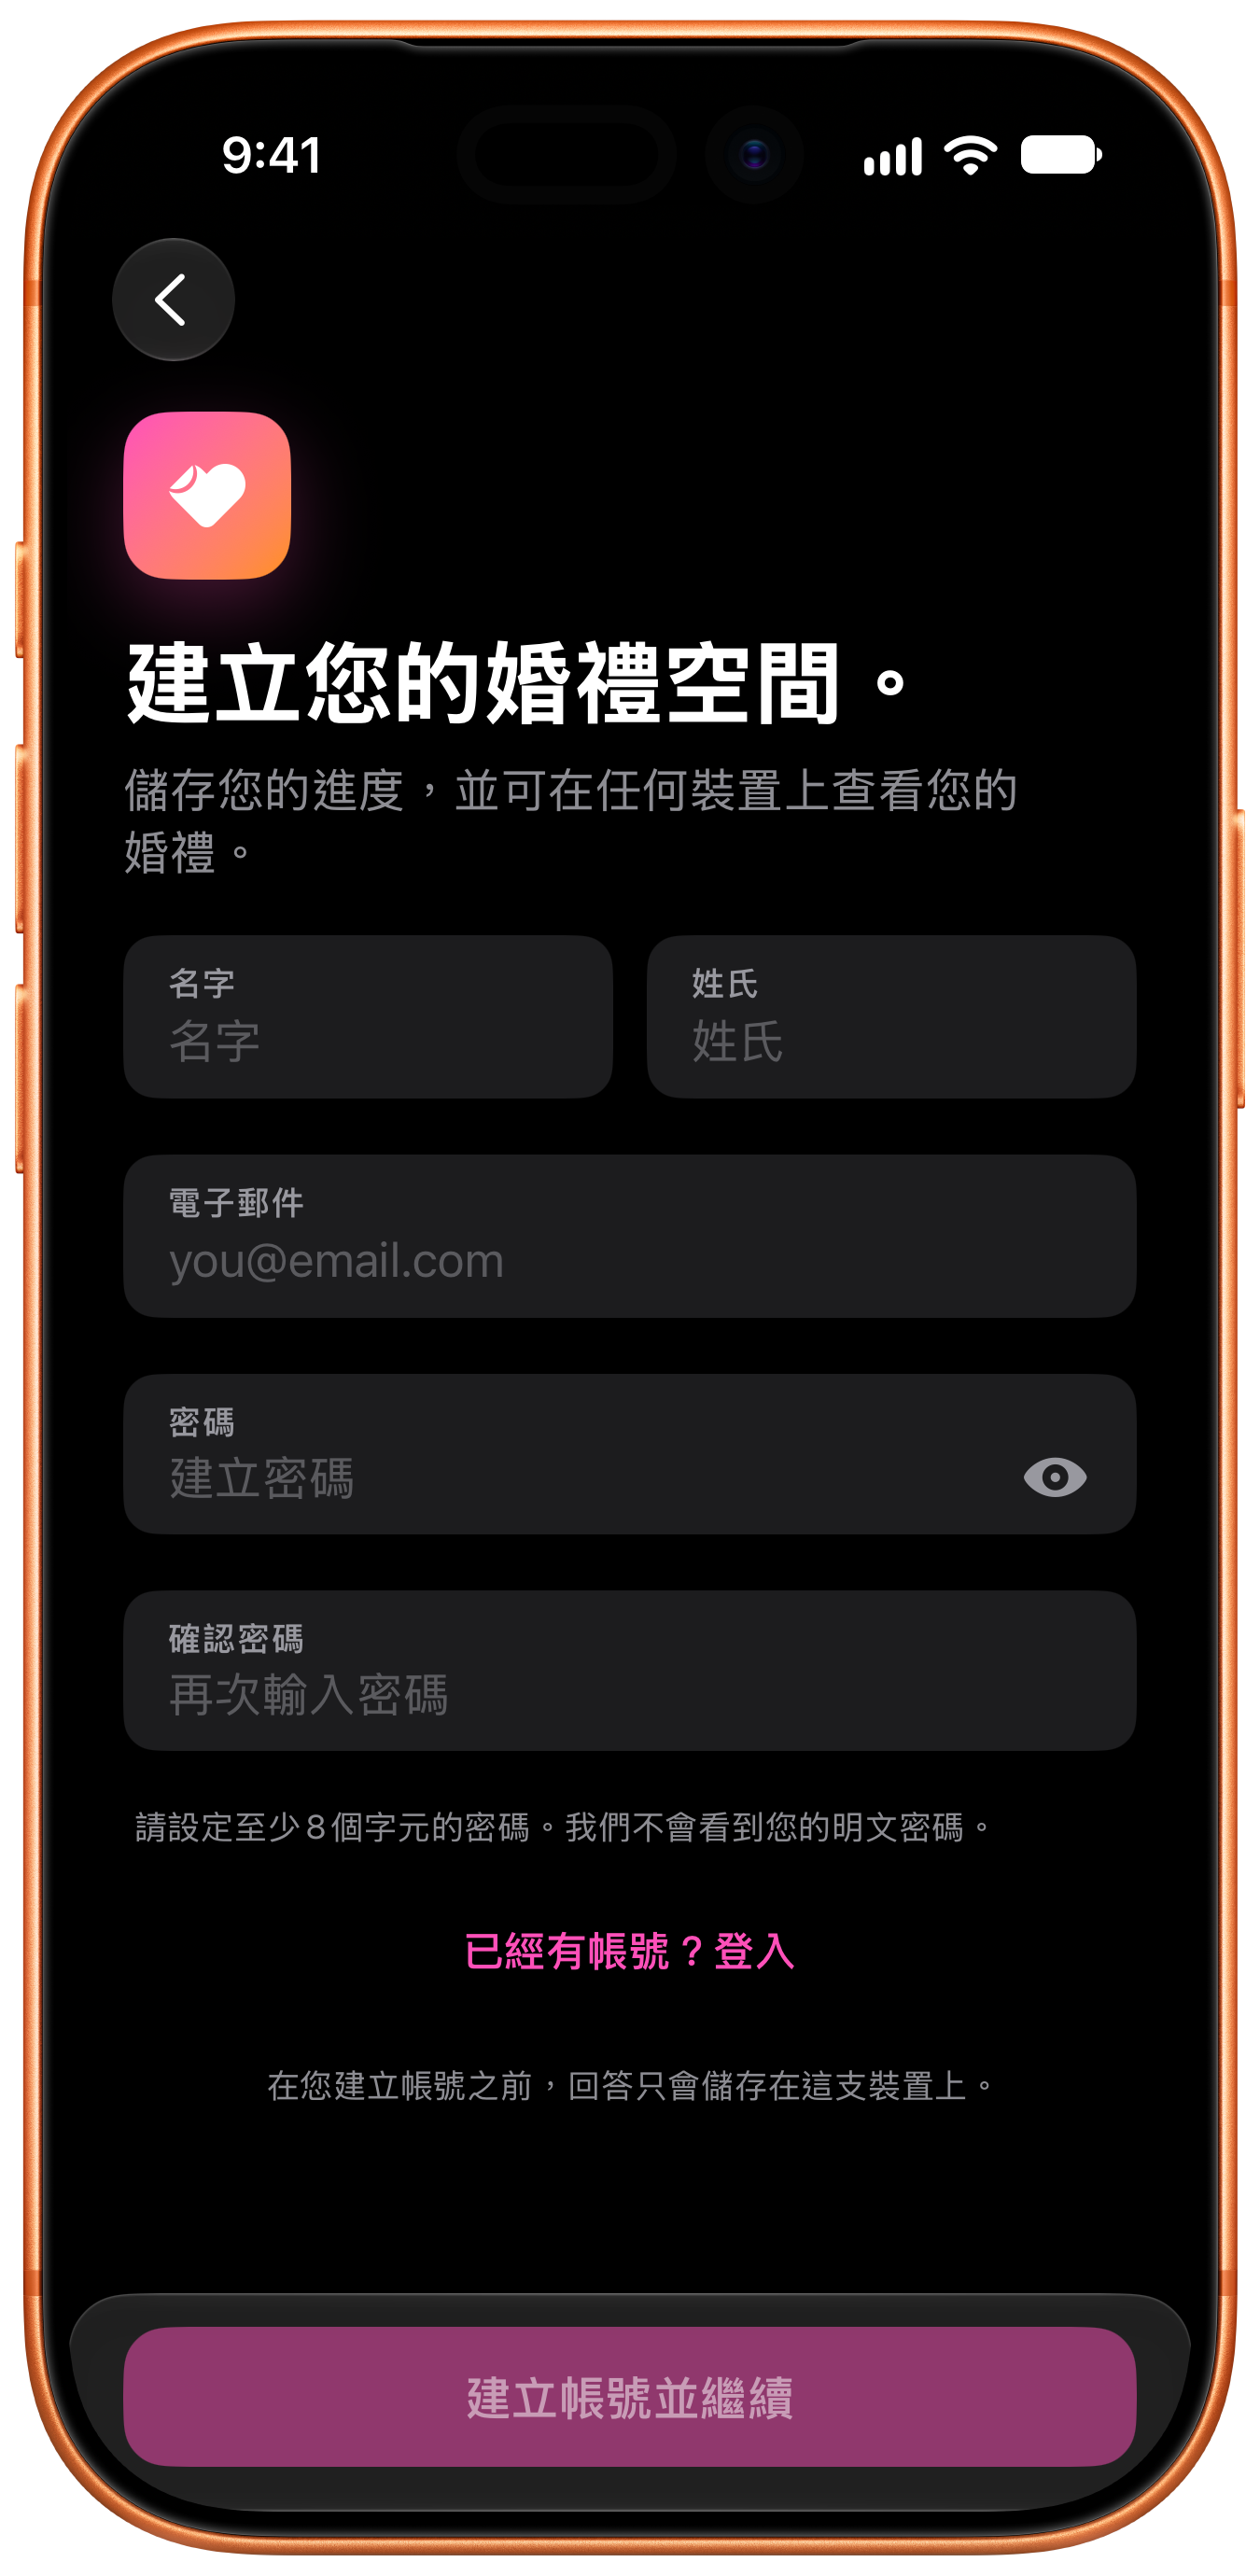 9:41
建立您的婚禮空間。
儲存您的進度，並可在任何裝置上查看您的
婚禮。
名字
名字
姓氏
姓氏
電子郵件
you@email.com
密碼
建立密碼
確認密碼
再次輸入密碼
請設定至少8個字元的密碼。我們不會看到您的明文密碼。
已經有帳號？登入
在您建立帳號之前，回答只會儲存在這支裝置上。
建立帳號並繼續